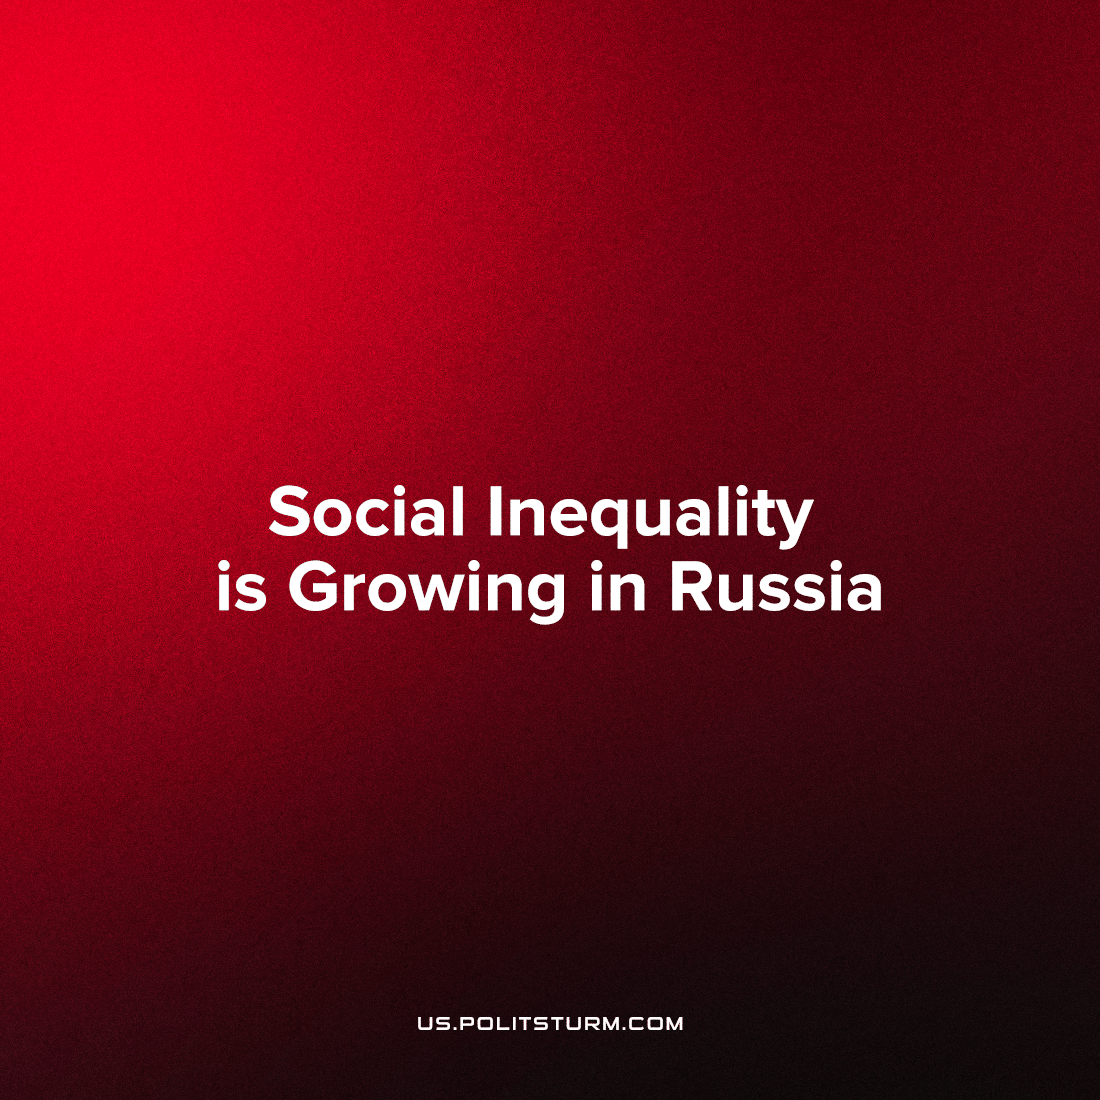 Social Inequality
is Growing in Russia
US.POLITSTURM.COM